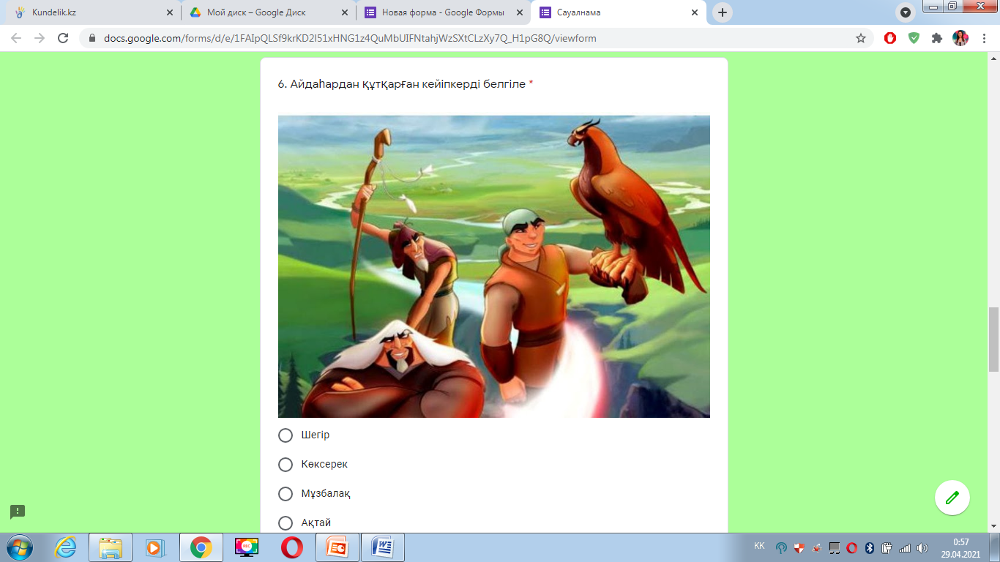 Kundelik.kz
Мой диск – Google Диск
Новая форма - Google Формы
Сауалнама
docs.google.com/forms/d/e/1FAIpQLSf9krKD2I51xHNG1z4QuMbUIFNtahjWzSXtCLzXy7Q_H1pG8Q/viewform
6. Айдаһардан құтқарған кейіпкерді белгіле *
Шегір
Көксерек
Мұзбалақ
Ақтай
REC
KK
0:57
29.04.2021